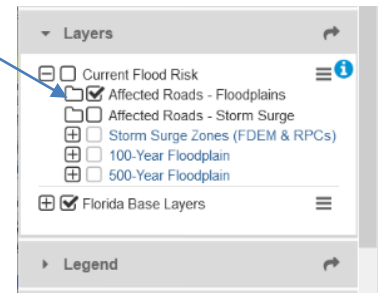 Layers
Current Flood Risk
Affected Roads - Floodplains
Affected Roads - Storm Surge
Storm Surge Zones (FDEM & RPCs)
100-Year Floodplain
500-Year Floodplain
Florida Base Layers
Legend